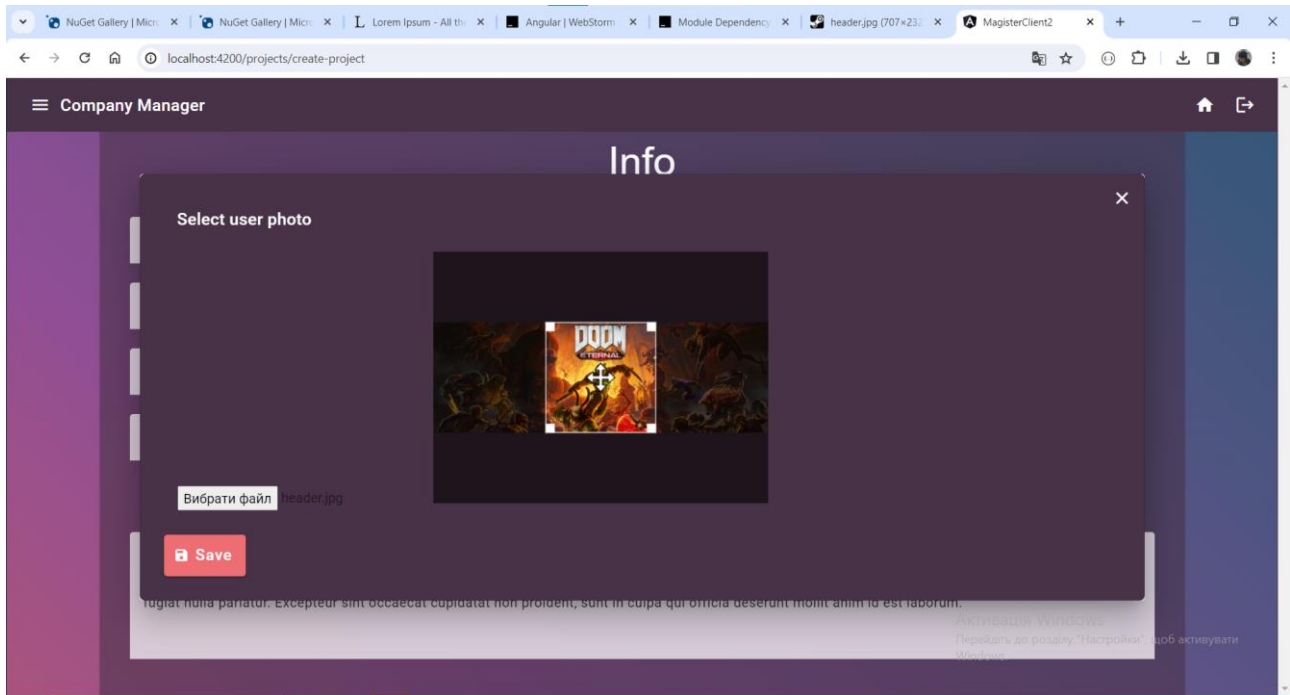 NuGet Gallery | Micr
NuGet Gallery | Micr
Lorem Ipsum - All th
Angular | WebStorm
Module Dependency
header.jpg (707×23
MagisterClient2
localhost:4200/projects/create-project
Company Manager
Info
Select user photo
DOOM
ETERNAL
Вибрати файл header.jpg
Save
fugiat nulla pariatur. Excepteur sint occaecat cupidatat non proident, sunt in culpa qui officia deserunt mollit anim id est laborum.
Активація Windows
Перейдіть до розділу "Настройки", щоб активувати
Windows.